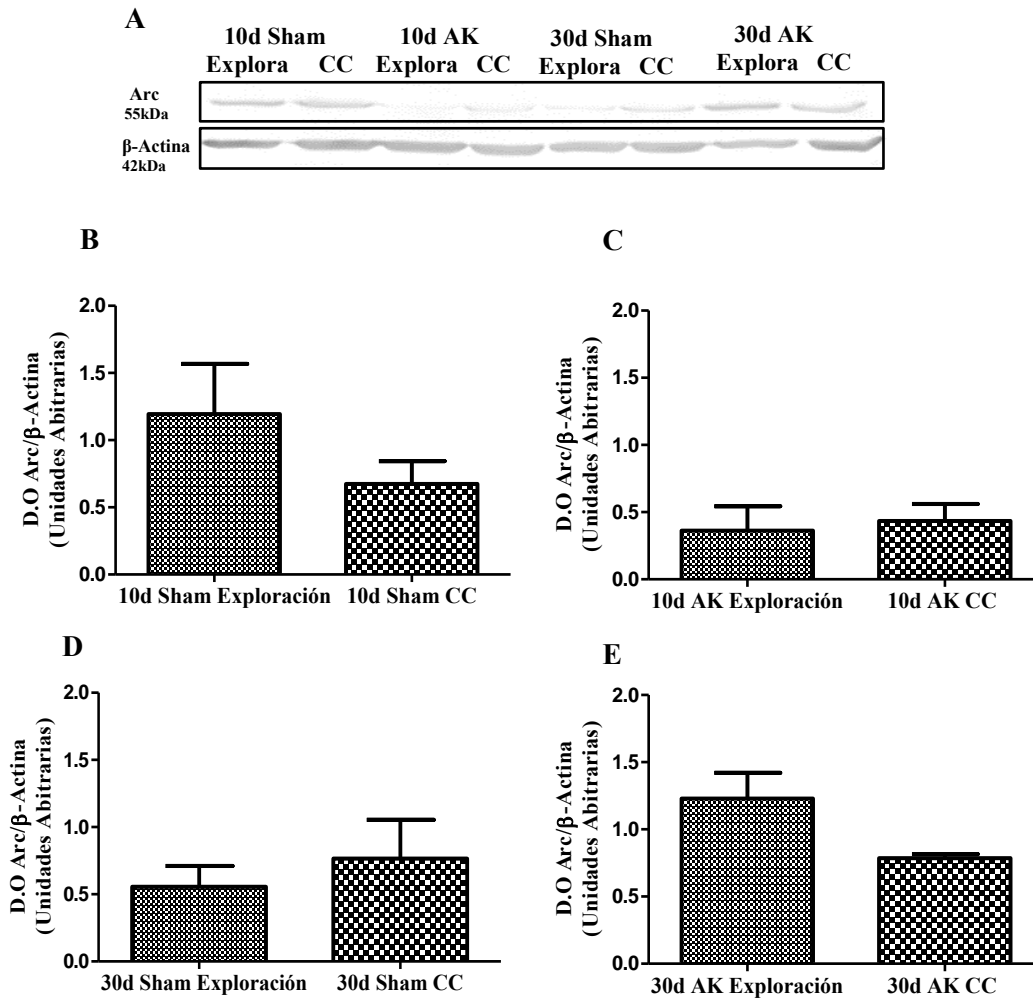 A
10d Sham 10d AK 30d Sham 30d AK
Explora CC Explora CC Explora CC Explora CC
Arc
55kDa
β-Actina
42kDa
B
D.O Arc/β-Actina
(Unidades Abitrarias)
2.0
1.5
1.0
0.5
0.0
10d Sham Exploración 10d Sham CC
C
D.O Arc/β-Actina
(Unidades Abitrarias)
2.0
1.5
1.0
0.5
0.0
10d AK Exploración 10d AK CC
D
D.O Arc/β-Actina
(Unidades Abitrarias)
2.0
1.5
1.0
0.5
0.0
30d Sham Exploración 30d Sham CC
E
D.O Arc/β-Actina
(Unidades Abitrarias)
2.0
1.5
1.0
0.5
0.0
30d AK Exploración 30d AK CC